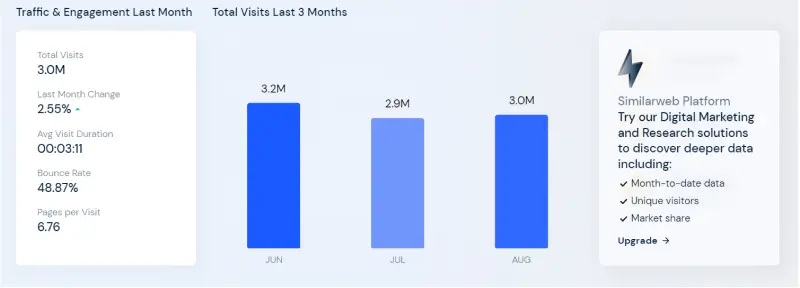 Traffic & Engagement Last Month
Total Visits
3.0M
Last Month Change
2.55%
Avg Visit Duration
00:03:11
Bounce Rate
48.87%
Pages per Visit
6.76
Total Visits Last 3 Months
3.2M
2.9M
3.0M
JUN
JUL
AUG
Similarweb Platform
Try our Digital Marketing
and Research solutions
to discover deeper data
including:
Month-to-date data
Unique visitors
Market share
Upgrade →